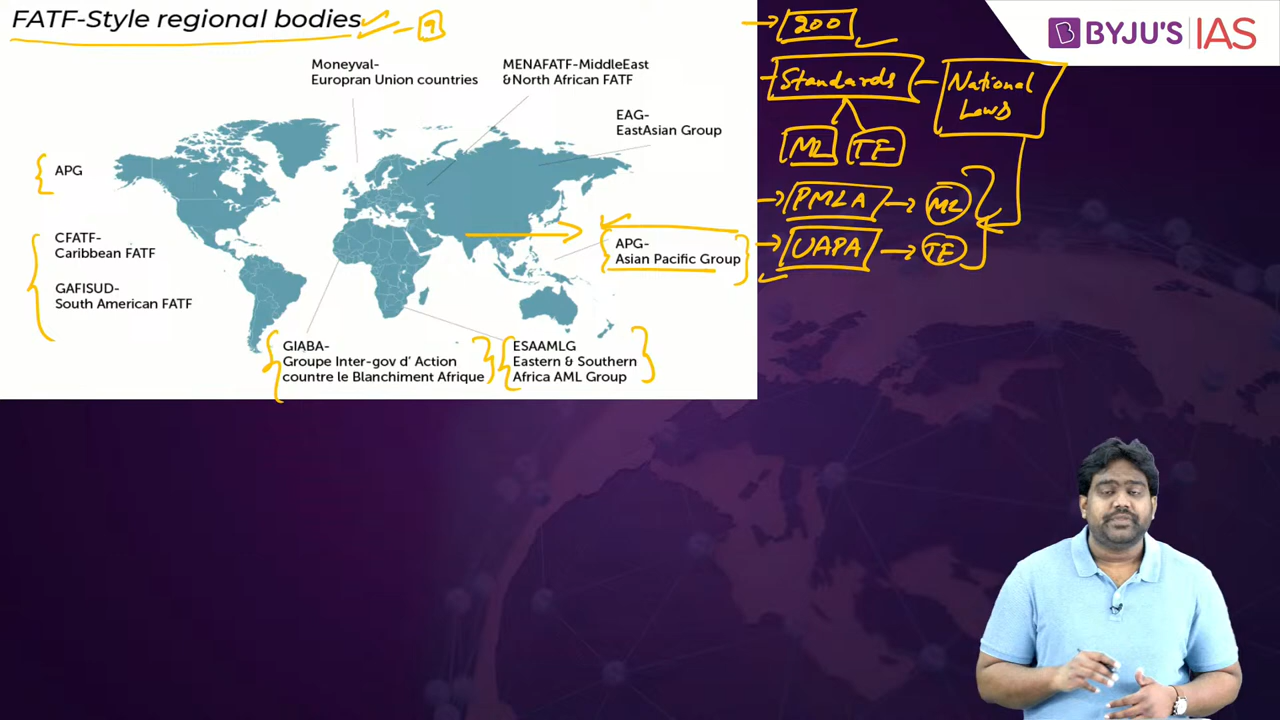 FATF-Style regional bodies
9
Moneyval-
Europran Union countries
MENAFATF-MiddleEast
&North African FATF
EAG-
EastAsian Group
APG
CFATF-
Caribbean FATF
GAFISUD-
South American FATF
APG-
Asian Pacific Group
GIABA-
Groupe Inter-gov d' Action
countre le Blanchiment Afrique
ESAAMLG
Eastern & Southern
Africa AML Group
200
Standards
National
Laws
ML
TF
PMLA
ML
UAPA
TF
BYJU'S IAS